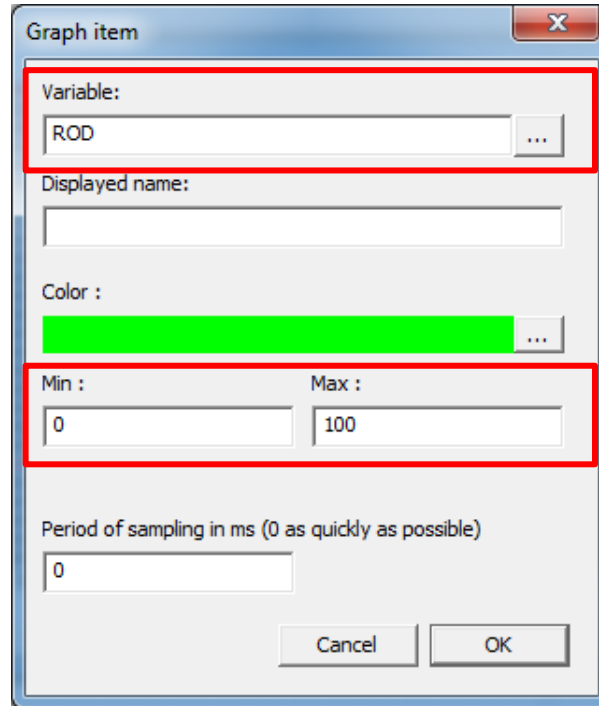 Graph item
Variable:
ROD
...
Displayed name:
Color :
...
Min :
Max :
0
100
Period of sampling in ms (0 as quickly as possible)
0
Cancel
OK